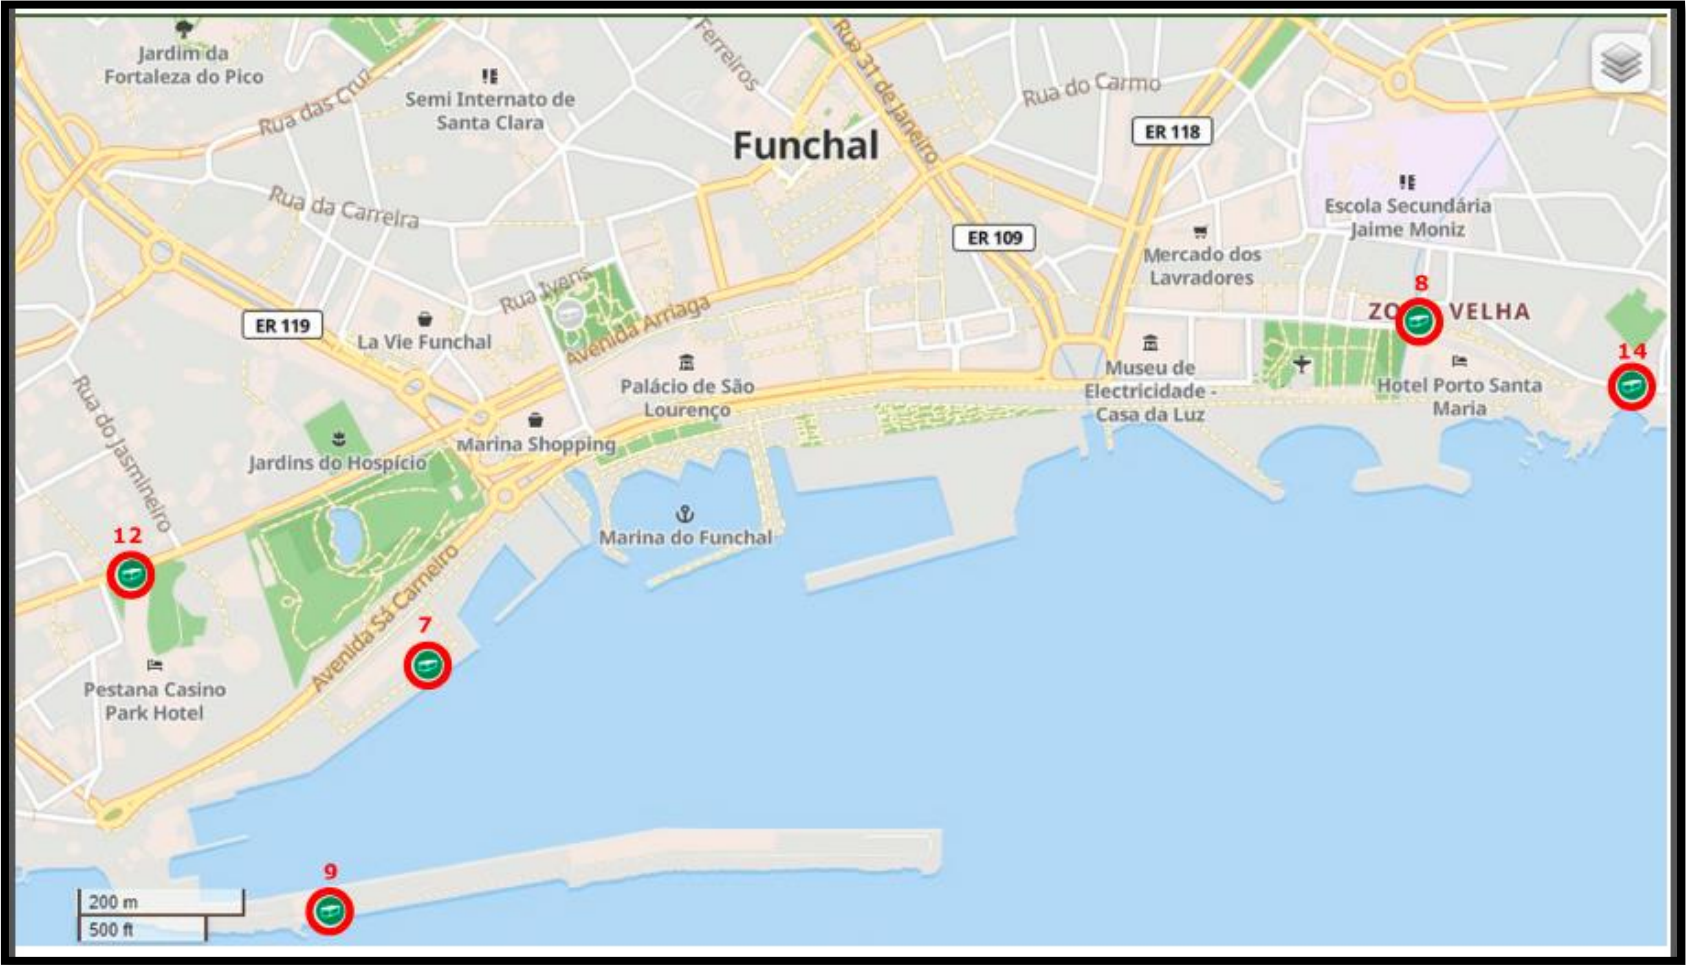 Jardim da
Fortaleza do Pico
Rua das Cruz
Semi Internato de
Santa Clara
Ferreiros
Rua 31 de Janeiro
Rua do Carmo
Funchal
ER 118
Escola Secundária
Jaime Moniz
Rua da Carreira
ER 109
Mercado dos
Lavradores
Rua Ivens
8
ZO VELHA
ER 119
La Vie Funchal
Avenida Arriaga
Palácio de São
Lourenço
Museu de
Electricidade -
Casa da Luz
Hotel Porto Santa
Maria
14
Rua do Jasmineiro
Marina Shopping
Jardins do Hospício
Marina do Funchal
12
Avenida Sá Carneiro
7
Pestana Casino
Park Hotel
9
200 m
500 ft